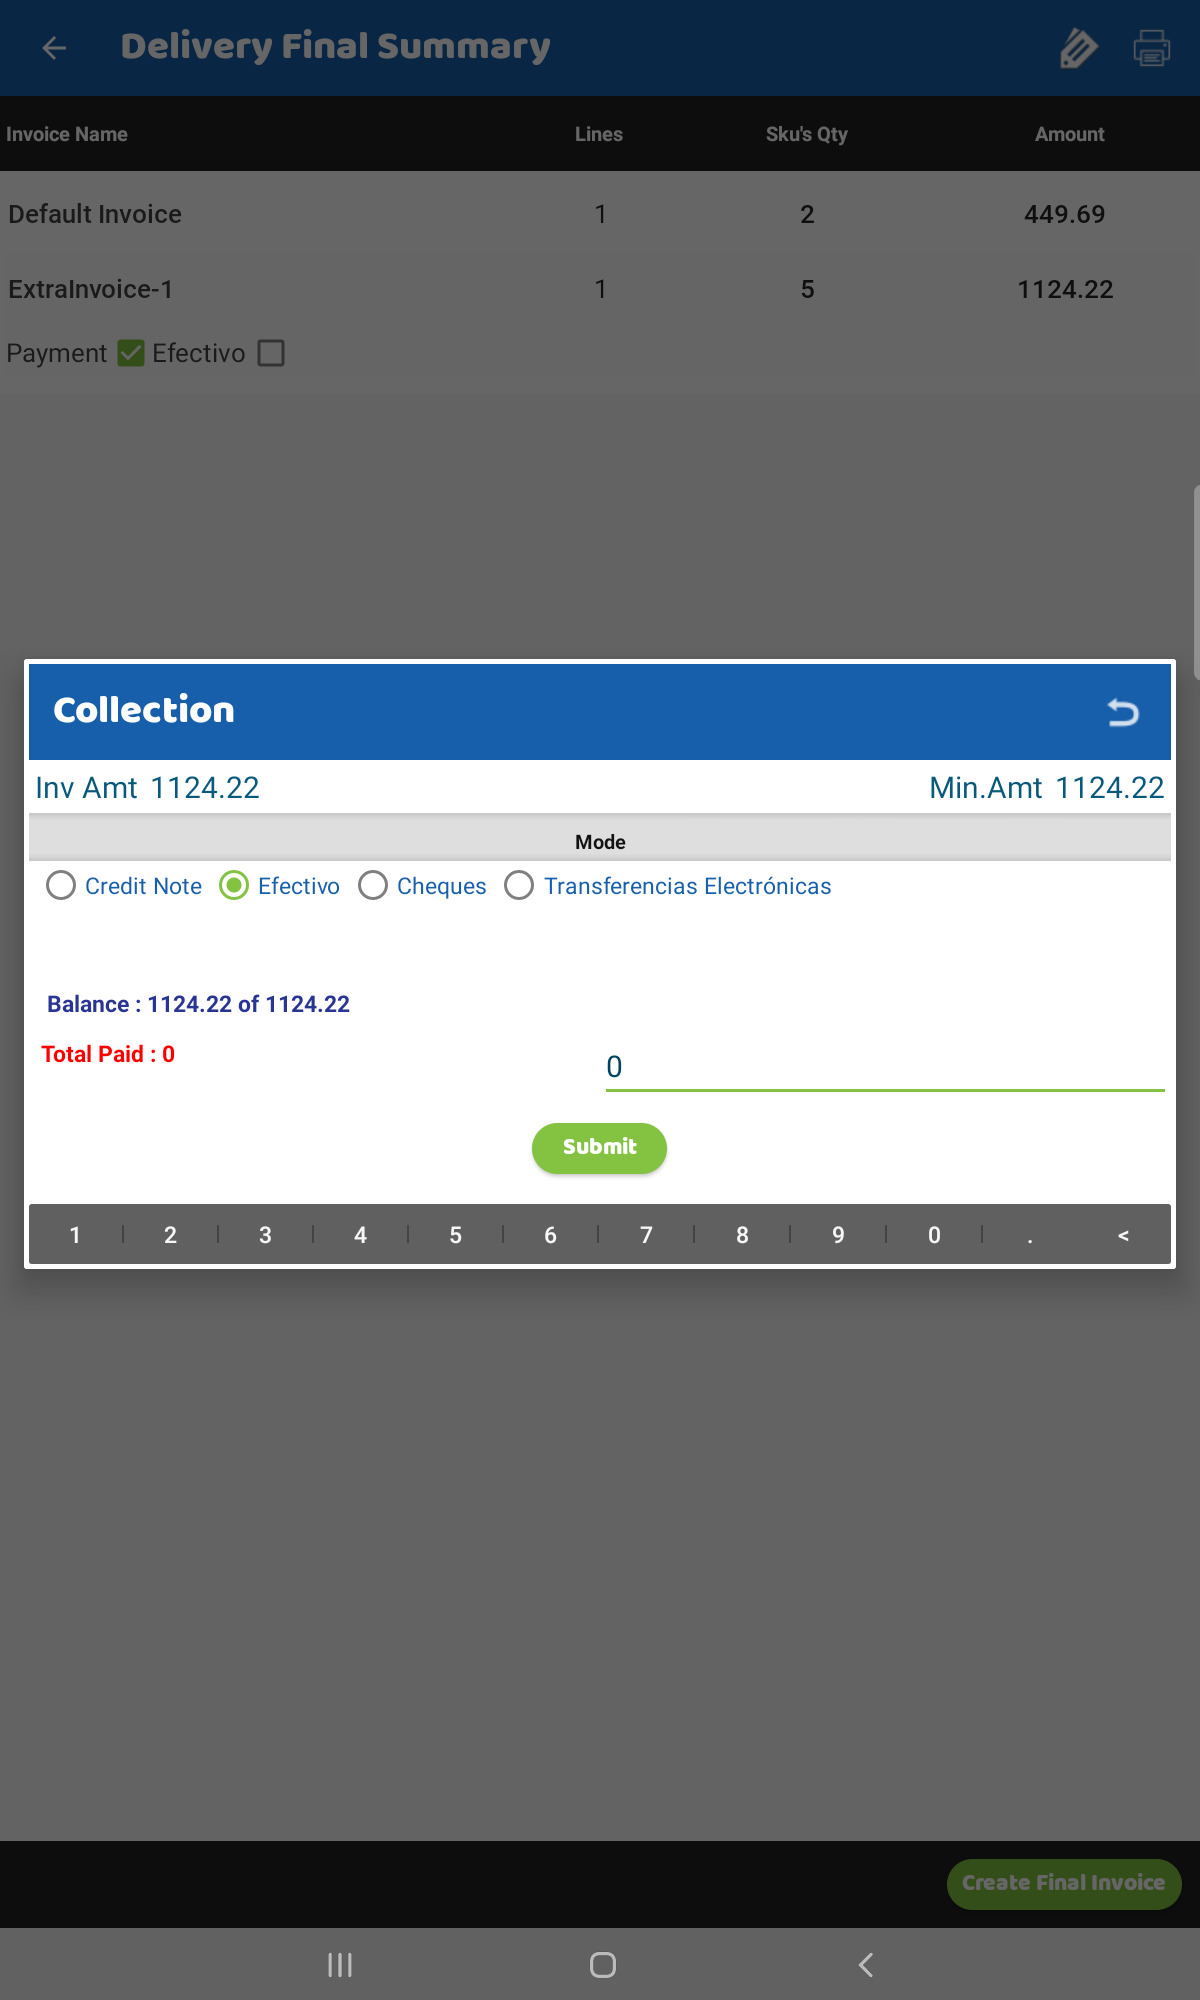 Delivery Final Summary
Invoice Name Lines Sku's Qty Amount
Default Invoice 1 2 449.69
ExtraInvoice-1 1 5 1124.22
Payment Efectivo
Collection
Inv Amt 1124.22 Min.Amt 1124.22
Mode
Credit Note Efectivo Cheques Transferencias Electrónicas
Balance : 1124.22 of 1124.22
Total Paid : 0 0
Submit
1 2 3 4 5 6 7 8 9 0 . <
Create Final Invoice